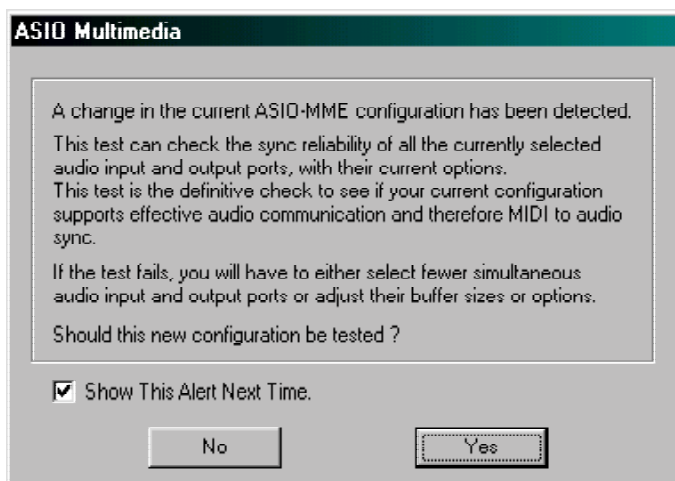 ASIO Multimedia
A change in the current ASIO-MME configuration has been detected.
This test can check the sync reliability of all the currently selected
audio input and output ports, with their current options.
This test is the definitive check to see if your current configuration
supports effective audio communication and therefore MIDI to audio
sync.
If the test fails, you will have to either select fewer simultaneous
audio input and output ports or adjust their buffer sizes or options.
Should this new configuration be tested ?
Show This Alert Next Time.
No
Yes